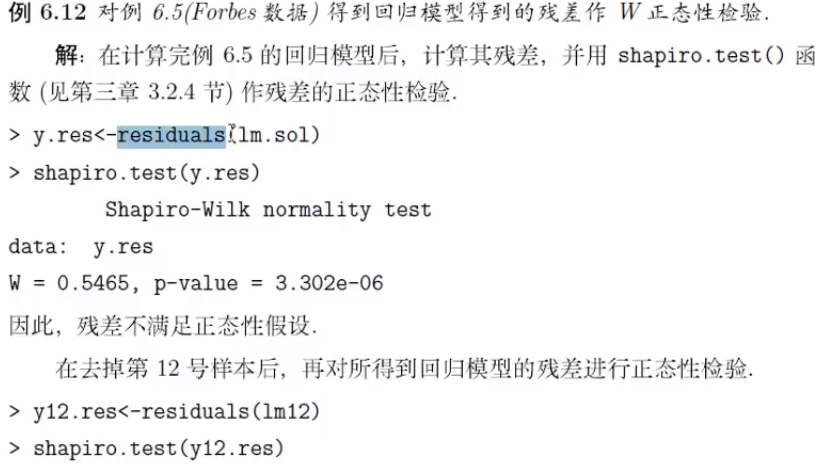 例 6.12 对例 6.5(Forbes 数据) 得到回归模型得到的残差作 W 正态性检验.
解: 在计算完例 6.5 的回归模型后, 计算其残差, 并用 shapiro.test() 函
数 (见第三章 3.2.4 节) 作残差的正态性检验.
> y.res<-residuals(lm.sol)
> shapiro.test(y.res)
Shapiro-Wilk normality test
data: y.res
W = 0.5465, p-value = 3.302e-06
因此, 残差不满足正态性假设.
在去掉第 12 号样本后, 再对所得到回归模型的残差进行正态性检验.
> y12.res<-residuals(lm12)
> shapiro.test(y12.res)